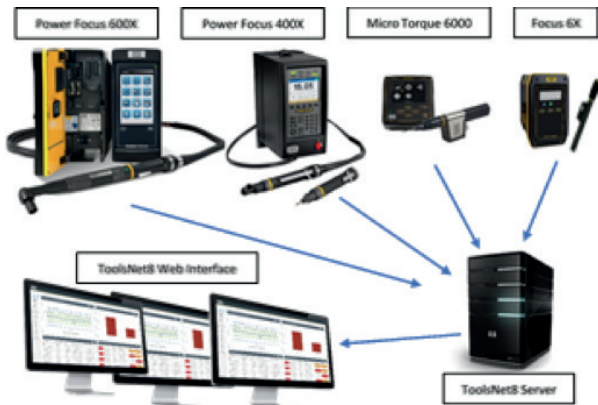 Power Focus 600X
Power Focus 400X
Micro Torque 6000
Focus 6X
ToolsNet8 Web Interface
ToolsNet8 Server